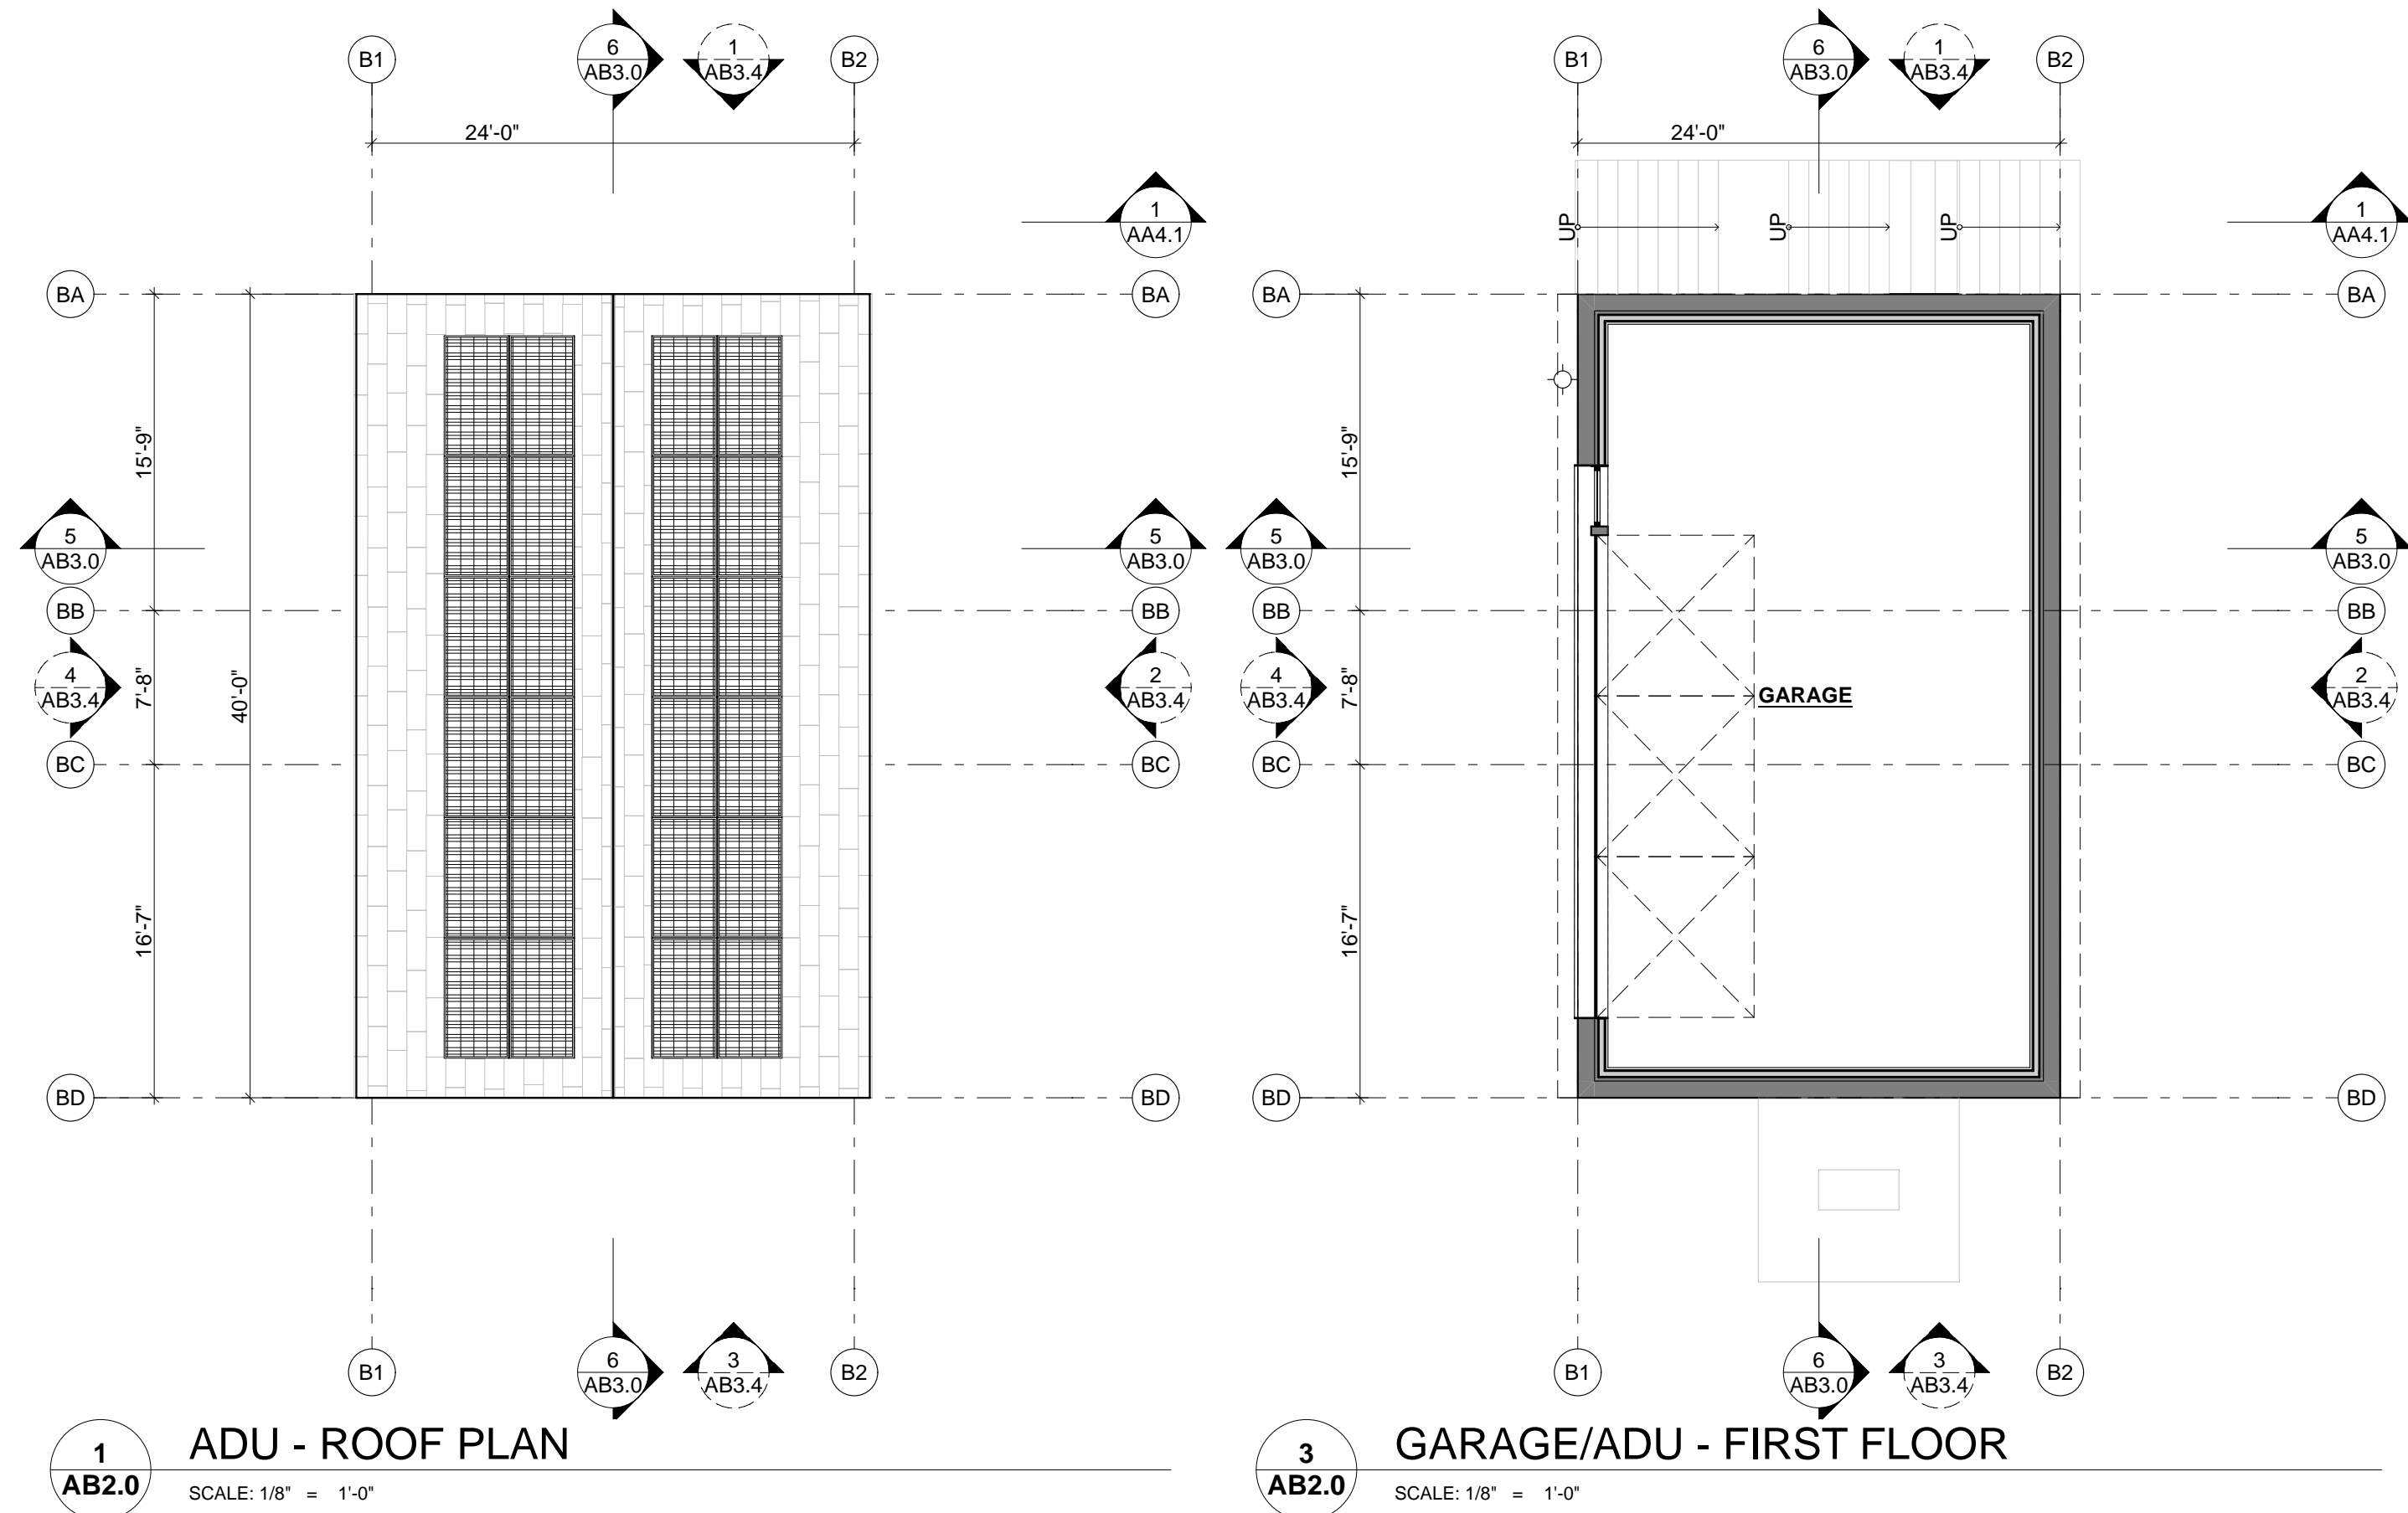 B1
6
AB3.0
1
AB3.4
B2
24'-0"
1
AA4.1
BA
BA
15'-9"
5
AB3.0
5
AB3.0
BB
BB
4
AB3.4
7'-8"
40'-0"
2
AB3.4
BC
BC
16'-7"
BD
BD
B1
6
AB3.0
3
AB3.4
B2
1
AB2.0
ADU - ROOF PLAN
SCALE: 1/8" = 1'-0"
B1
6
AB3.0
1
AB3.4
B2
24'-0"
UP
UP
UP
1
AA4.1
BA
BA
15'-9"
5
AB3.0
5
AB3.0
BB
BB
4
AB3.4
7'-8"
GARAGE
2
AB3.4
BC
BC
16'-7"
BD
BD
B1
6
AB3.0
3
AB3.4
B2
3
AB2.0
GARAGE/ADU - FIRST FLOOR
SCALE: 1/8" = 1'-0"